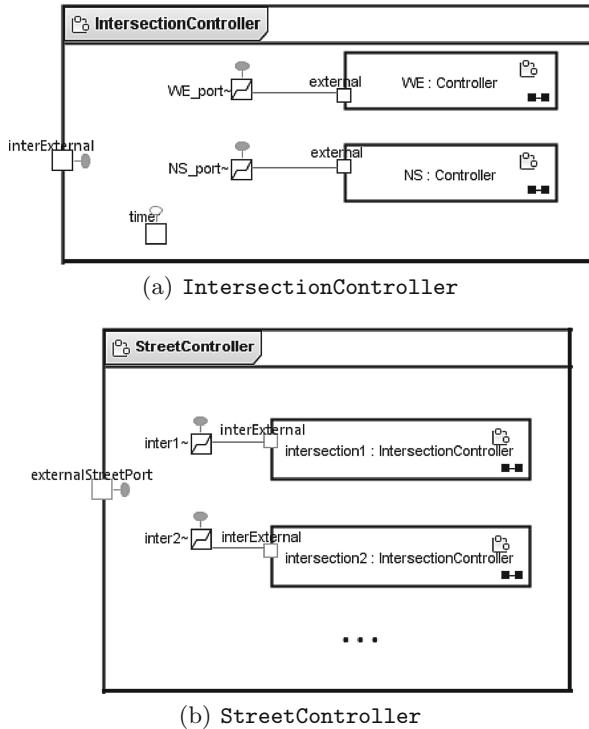 IntersectionController
external
WE_port~
WE : Controller
interExternal
external
NS_port~
NS : Controller
timer
(a) IntersectionController
StreetController
interExternal
inter1~
intersection1 : IntersectionController
externalStreetPort
interExternal
inter2~
intersection2 : IntersectionController
...
(b) StreetController